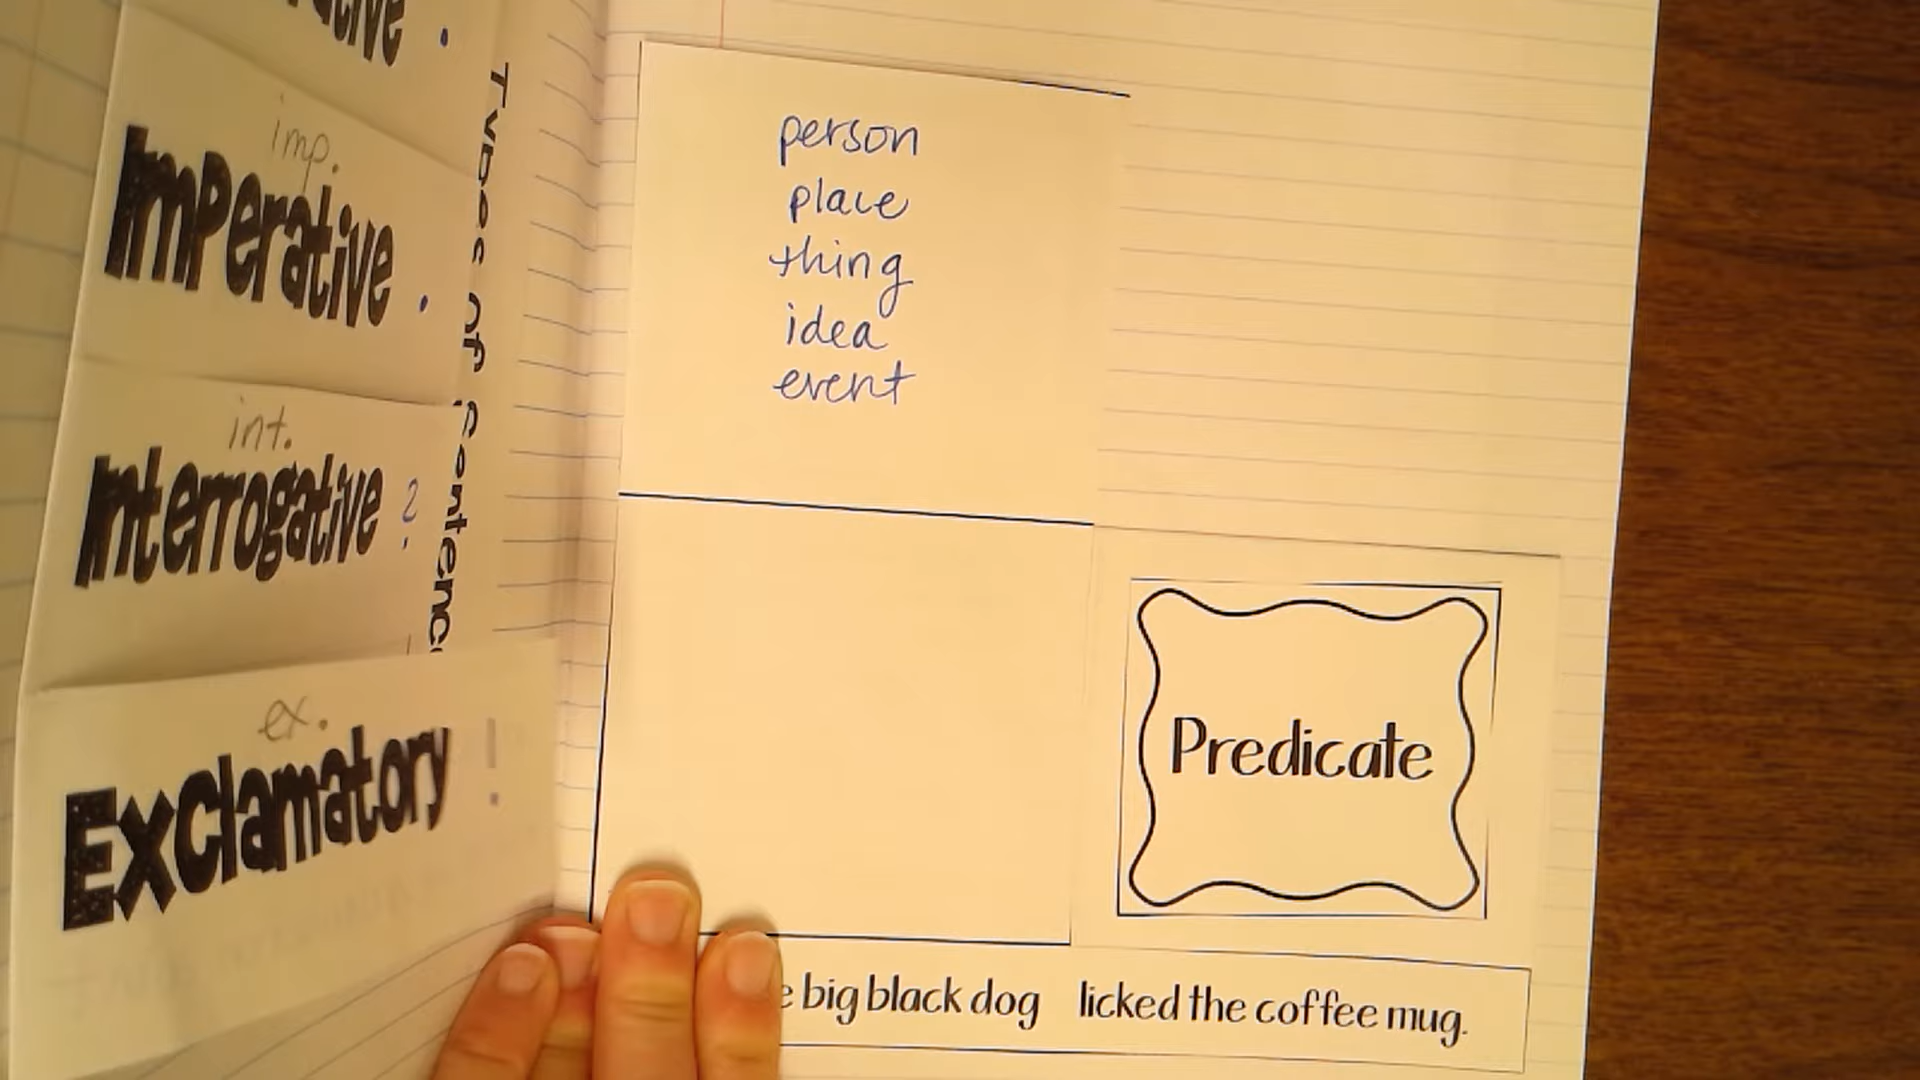 imp.
Imperative .
int.
Interrogative ?
ex.
Exclamatory !
Types of Sentenc
person
place
thing
idea
event
Predicate
big black dog licked the coffee mug.